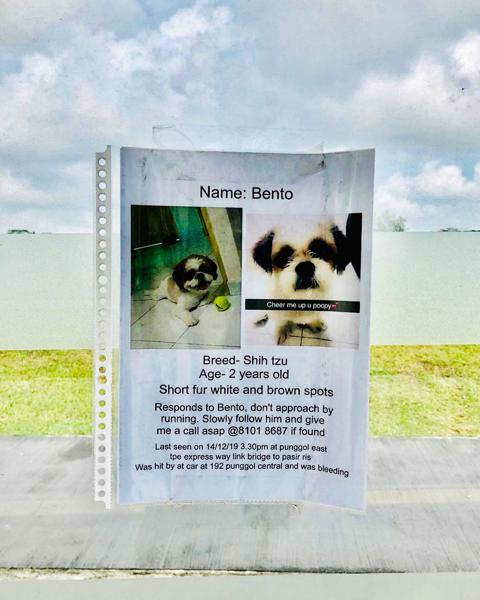 Name: Bento
Cheer me up u poopy
Breed- Shih tzu
Age- 2 years old
Short fur white and brown spots
Responds to Bento, don't approach by
running. Slowly follow him and give
me a call asap @8101 8687 if found
Last seen on 14/12/19 3.30pm at punggol east
tpe express way link bridge to pasir ris
Was hit by at car at 192 punggol central and was bleeding